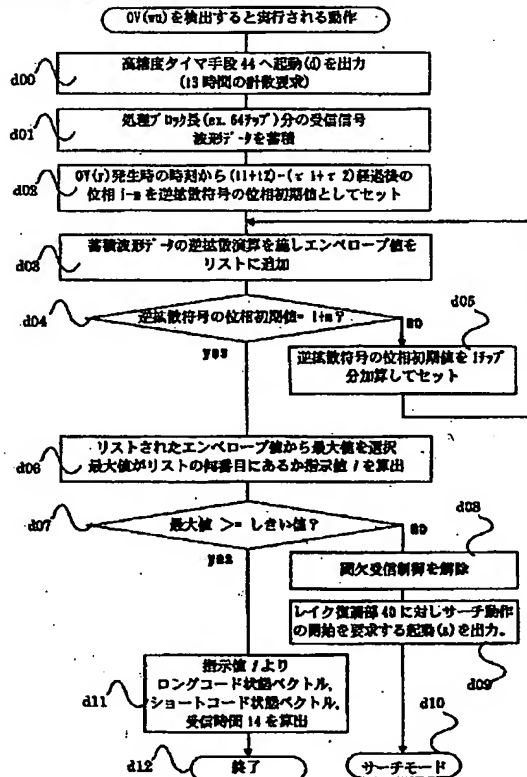 OV(wu)を検出すると実行される動作
d00
高精度タイマ手段44へ起動(d)を出力
(13時間の計数要求)
d01
処理ブロック長(ex.64チップ)分の受信信号
波形データを蓄積
d02
OV(r)発生時の時刻から(t1+t2)-(τ1+τ2)経過後の
位相i-mを逆拡散符号の位相初期値としてセット
d03
蓄積波形データの逆拡散演算を施しエンベロープ値を
リストに追加
d04
逆拡散符号の位相初期値= i+m?
no
yes
d05
逆拡散符号の位相初期値を1チップ
分加算してセット
d06
リストされたエンベロープ値から最大値を選択
最大値がリストの何番目にあるか指示値 l を算出
d07
最大値 >= しきい値?
no
yes
d08
間欠受信制御を解除
レイク復調部40に対しサーチ動作
の開始を要求する起動(s)を出力。
d09
d11
指示値 l より
ロングコード状態ベクトル,
ショートコード状態ベクトル,
受信時間 t4を算出
d10
d12
終了
サーチモード